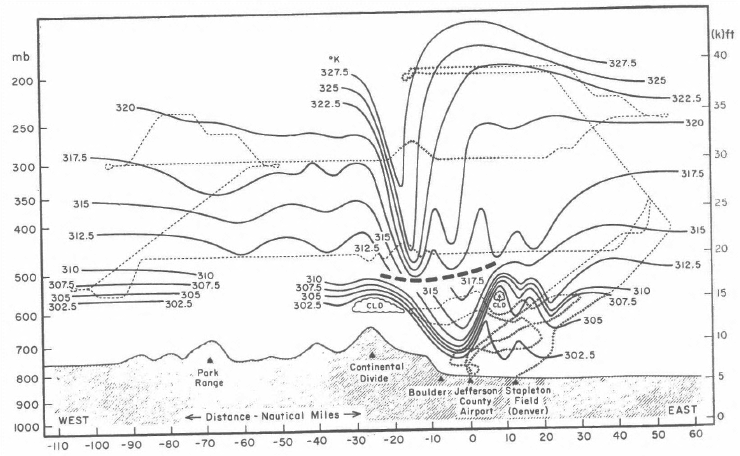 mb
(k)ft
200
250
300
350
400
500
600
700
800
900
1000
40
35
30
25
20
15
10
5
0
°K
327.5
325
322.5
320
317.5
315
312.5
310
307.5
305
302.5
310
307.5
305
302.5
315
312.5
310
307.5
305
302.5
315
317.5
327.5
325
322.5
320
317.5
315
312.5
310
307.5
305
302.5
CLD
CLD
Park
Range
Continental
Divide
Boulder
Jefferson
County
Airport
Stapleton
Field
(Denver)
WEST
Distance - Nautical Miles
EAST
-110 -100 -90 -80 -70 -60 -50 -40 -30 -20 -10 0 10 20 30 40 50 60